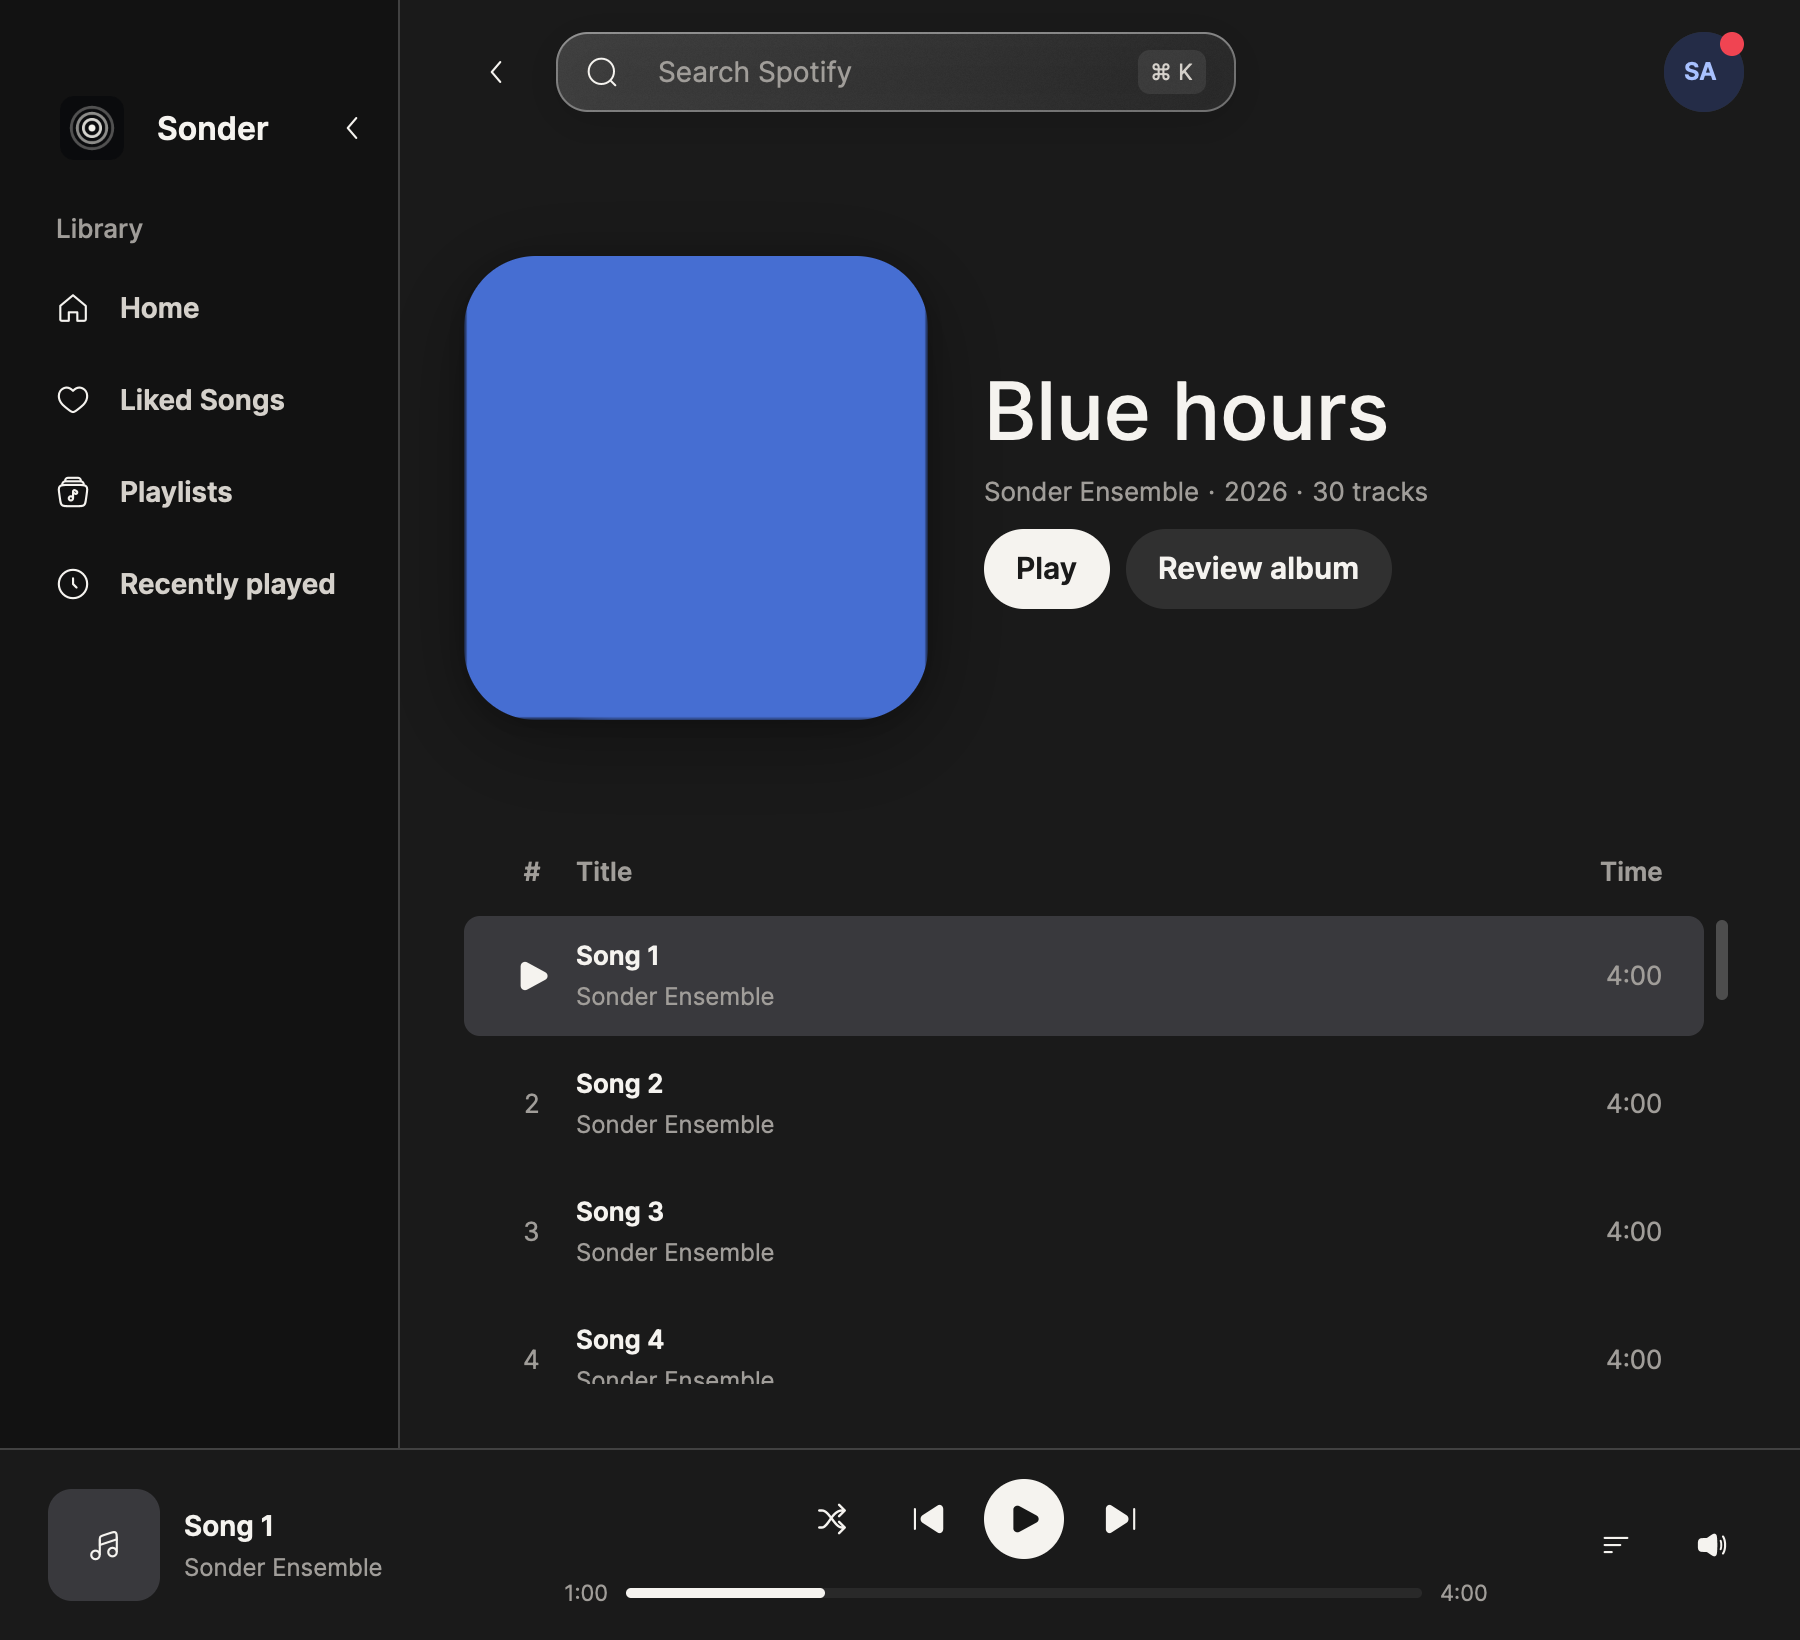 Search Spotify
⌘ K
SA
Sonder
Library
Home
Liked Songs
Playlists
Recently played
Blue hours
Sonder Ensemble · 2026 · 30 tracks
Play
Review album
# Title Time
Song 1
Sonder Ensemble
4:00
2
Song 2
Sonder Ensemble
4:00
3
Song 3
Sonder Ensemble
4:00
4
Song 4
Sonder Ensemble
4:00
Song 1
Sonder Ensemble
1:00
4:00